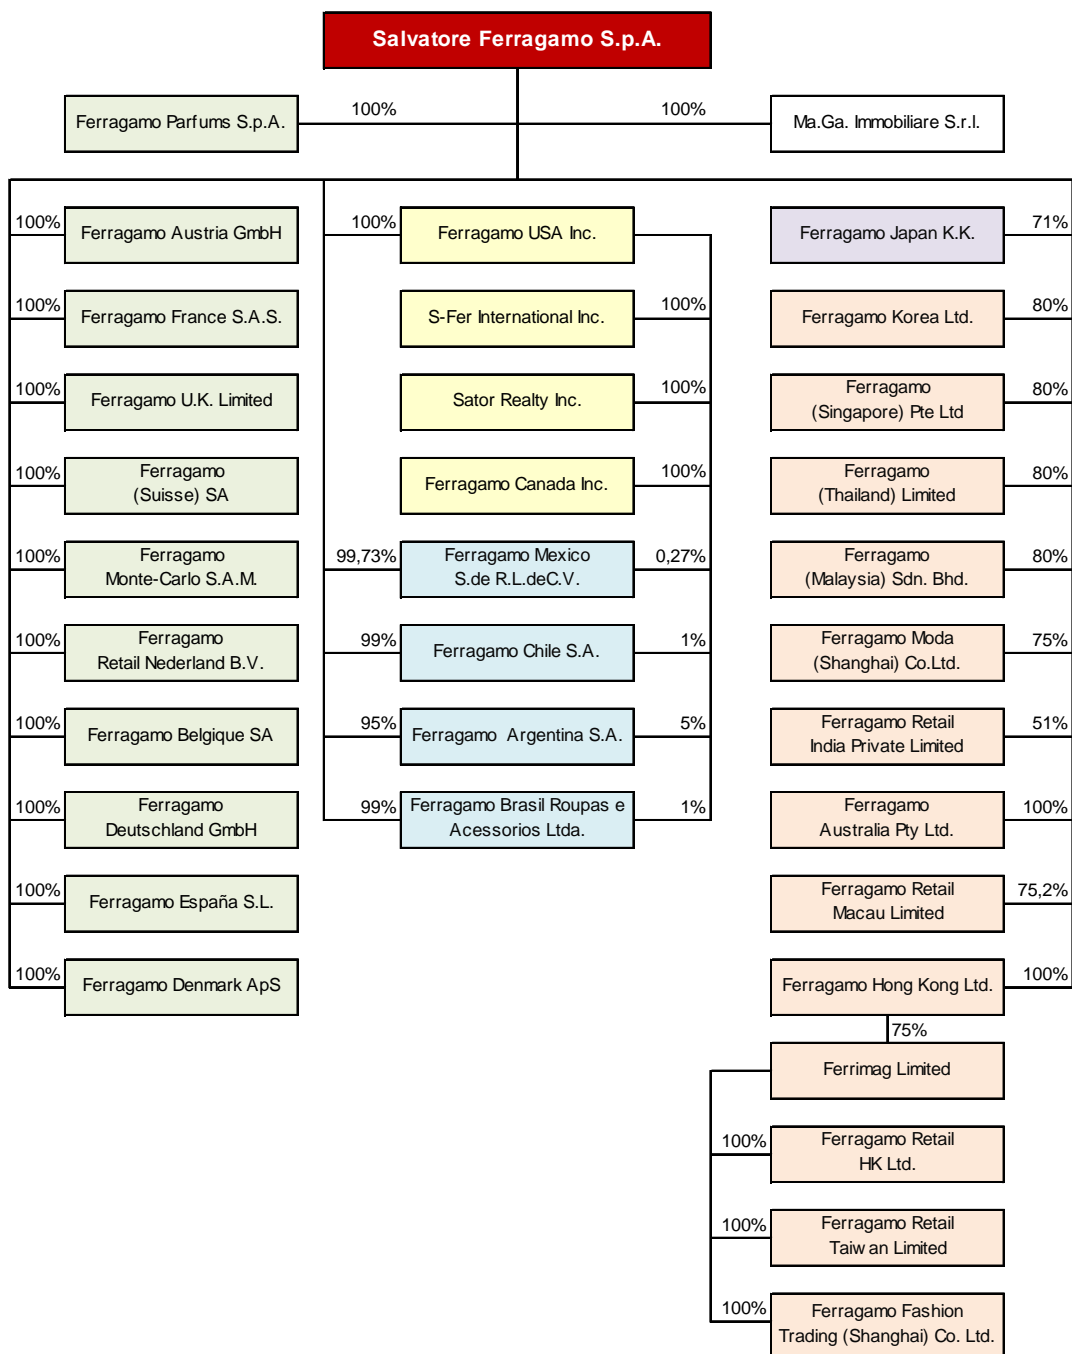 Salvatore Ferragamo S.p.A.
Ferragamo Parfums S.p.A.
100%
100%
Ma.Ga. Immobiliare S.r.l.
100%
Ferragamo Austria GmbH
100%
Ferragamo USA Inc.
Ferragamo Japan K.K.
71%
100%
Ferragamo France S.A.S.
S-Fer International Inc.
100%
Ferragamo Korea Ltd.
80%
100%
Ferragamo U.K. Limited
Sator Realty Inc.
100%
Ferragamo
(Singapore) Pte Ltd
80%
100%
Ferragamo
(Suisse) SA
Ferragamo Canada Inc.
100%
Ferragamo
(Thailand) Limited
80%
100%
Ferragamo
Monte-Carlo S.A.M.
99,73%
Ferragamo Mexico
S.de R.L.deC.V.
0,27%
Ferragamo
(Malaysia) Sdn. Bhd.
80%
100%
Ferragamo
Retail Nederland B.V.
99%
Ferragamo Chile S.A.
1%
Ferragamo Moda
(Shanghai) Co.Ltd.
75%
100%
Ferragamo Belgique SA
95%
Ferragamo Argentina S.A.
5%
Ferragamo Retail
India Private Limited
51%
100%
Ferragamo
Deutschland GmbH
99%
Ferragamo Brasil Roupas e
Acessorios Ltda.
1%
Ferragamo
Australia Pty Ltd.
100%
100%
Ferragamo España S.L.
Ferragamo Retail
Macau Limited
75,2%
100%
Ferragamo Denmark ApS
Ferragamo Hong Kong Ltd.
100%
75%
Ferrimag Limited
100%
Ferragamo Retail
HK Ltd.
100%
Ferragamo Retail
Taiwan Limited
100%
Ferragamo Fashion
Trading (Shanghai) Co. Ltd.